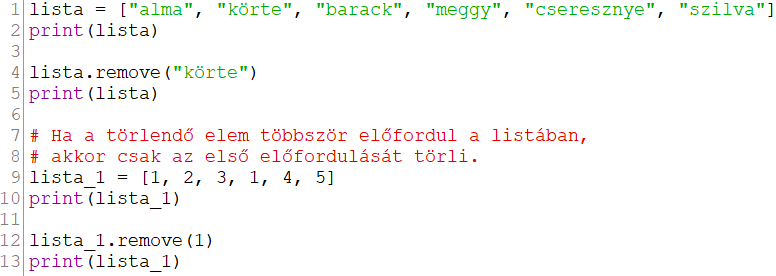 1 lista = ["alma", "körte", "barack", "meggy", "cseresznye", "szilva"]
2 print(lista)
3
4 lista.remove("körte")
5 print(lista)
6
7 # Ha a törlendő elem többször előfordul a listában,
8 # akkor csak az első előfordulását törli.
9 lista_1 = [1, 2, 3, 1, 4, 5]
10 print(lista_1)
11
12 lista_1.remove(1)
13 print(lista_1)